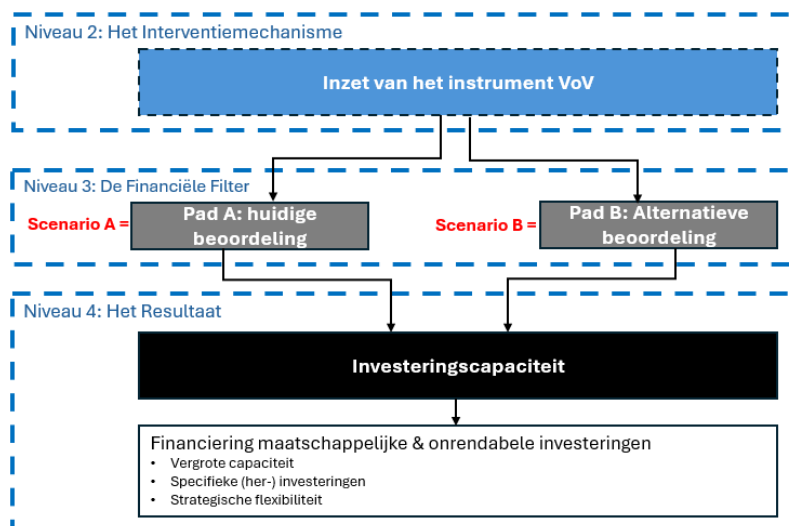 Niveau 2: Het Interventiemechanisme
Inzet van het instrument VoV
Niveau 3: De Financiële Filter
Scenario A =
Pad A: huidige
beoordeling
Scenario B =
Pad B: Alternatieve
beoordeling
Niveau 4: Het Resultaat
Investeringscapaciteit
Financiering maatschappelijke & onrendabele investeringen
• Vergrote capaciteit
• Specifieke (her-) investeringen
• Strategische flexibiliteit